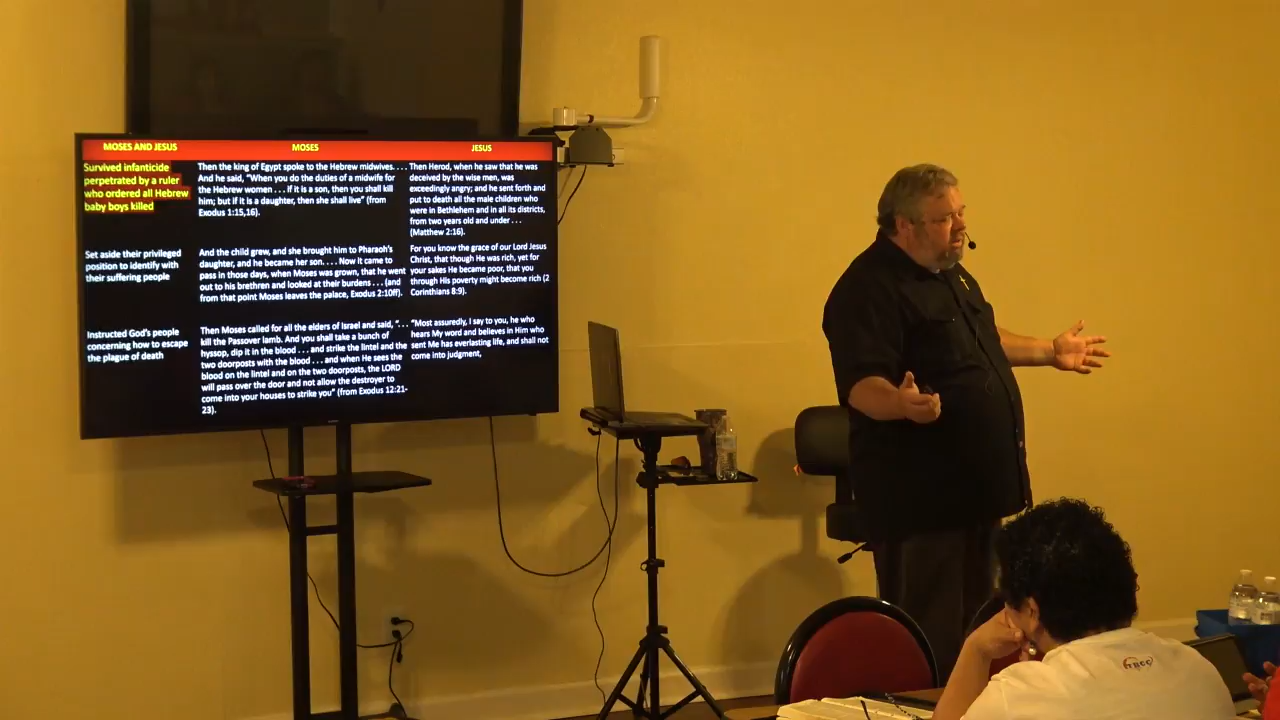 MOSES AND JESUS MOSES JESUS
Survived infanticide
perpetrated by a ruler
who ordered all Hebrew
baby boys killed
Then the king of Egypt spoke to the Hebrew midwives. . . .
And he said, “When you do the duties of a midwife for
the Hebrew women . . . if it is a son, then you shall kill
him; but if it is a daughter, then she shall live” (from
Exodus 1:15,16).
Then Herod, when he saw that he was
deceived by the wise men, was
exceedingly angry; and he sent forth and
put to death all the male children who
were in Bethlehem and in all its districts,
from two years old and under . . .
(Matthew 2:16).
Set aside their privileged
position to identify with
their suffering people
And the child grew, and she brought him to Pharaoh’s
daughter, and he became her son. . . . Now it came to
pass in those days, when Moses was grown, that he went
out to his brethren and looked at their burdens . . . (and
from that point Moses leaves the palace, Exodus 2:10ff).
For you know the grace of our Lord Jesus
Christ, that though He was rich, yet for
your sakes He became poor, that you
through His poverty might become rich (2
Corinthians 8:9).
Instructed God’s people
concerning how to escape
the plague of death
Then Moses called for all the elders of Israel and said, “. . .
kill the Passover lamb. And you shall take a bunch of
hyssop, dip it in the blood . . . and strike the lintel and the
two doorposts with the blood . . . and when He sees the
blood on the lintel and on the two doorposts, the LORD
will pass over the door and not allow the destroyer to
come into your houses to strike you” (from Exodus 12:21-
23).
“Most assuredly, I say to you, he who
hears My word and believes in Him who
sent Me has everlasting life, and shall not
come into judgment,